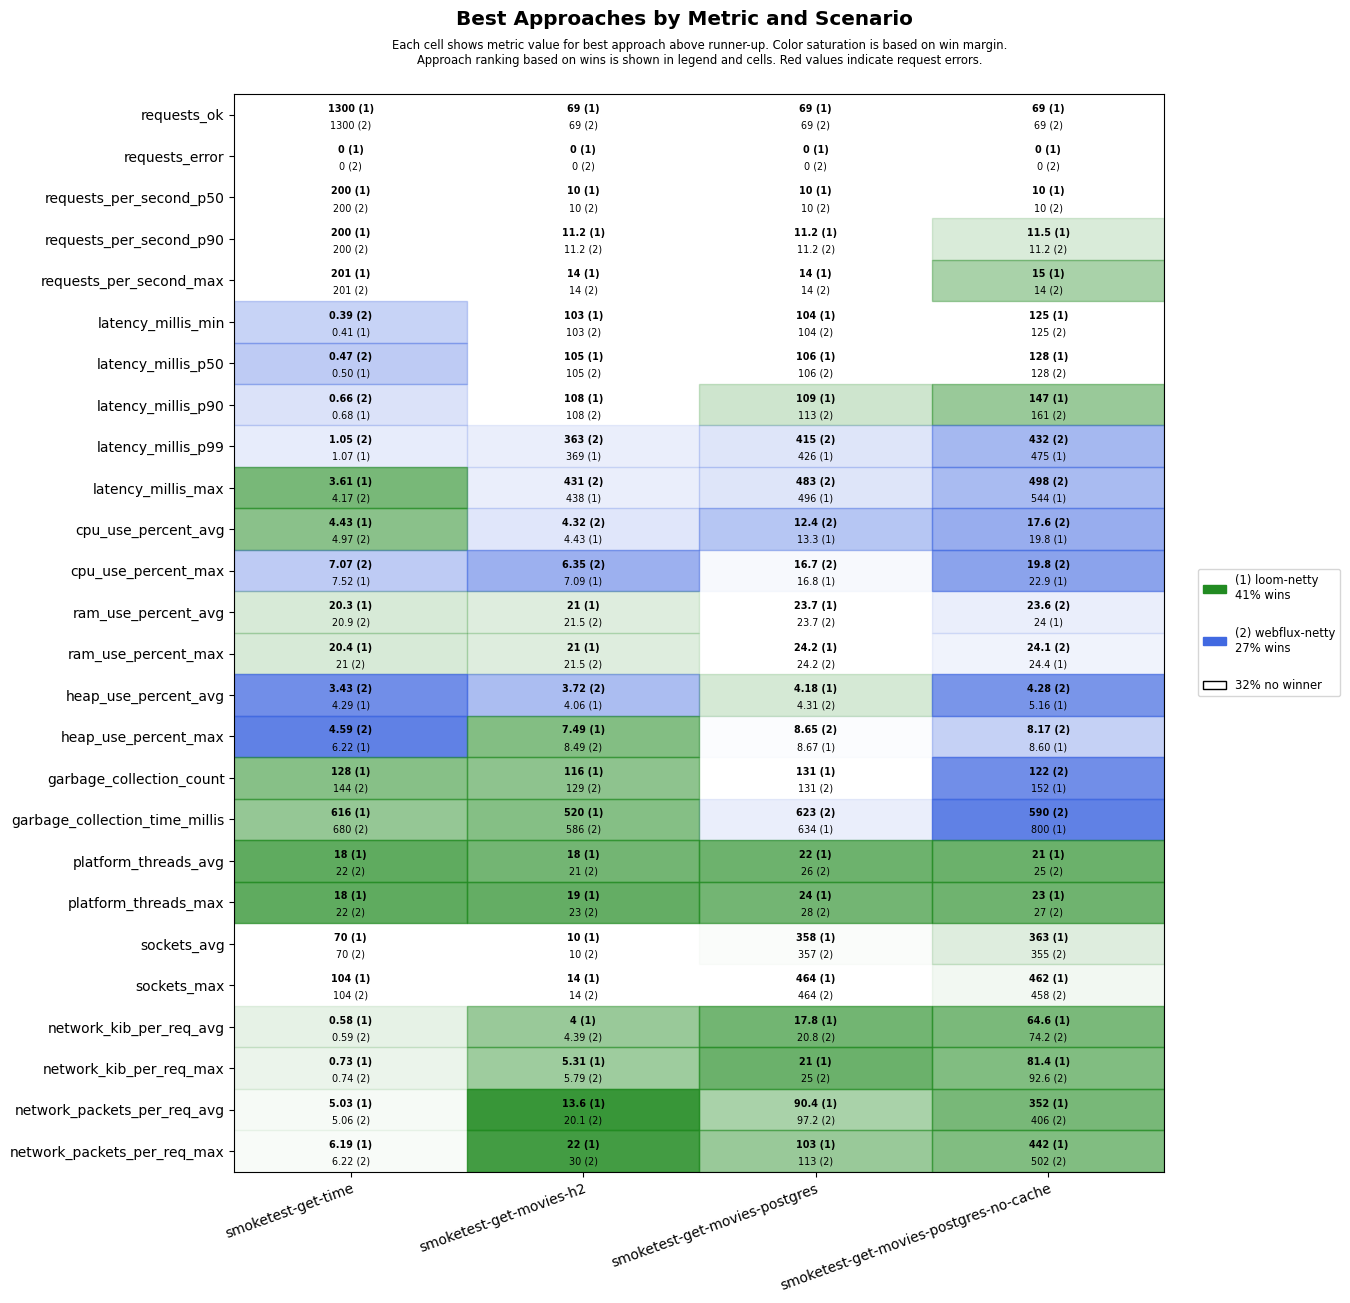 Best Approaches by Metric and Scenario
Each cell shows metric value for best approach above runner-up. Color saturation is based on win margin.
Approach ranking based on wins is shown in legend and cells. Red values indicate request errors.
requests_ok
1300 (1) 69 (1) 69 (1) 69 (1)
1300 (2) 69 (2) 69 (2) 69 (2)
requests_error
0 (1) 0 (1) 0 (1) 0 (1)
0 (2) 0 (2) 0 (2) 0 (2)
requests_per_second_p50
200 (1) 10 (1) 10 (1) 10 (1)
200 (2) 10 (2) 10 (2) 10 (2)
requests_per_second_p90
200 (1) 11.2 (1) 11.2 (1) 11.5 (1)
200 (2) 11.2 (2) 11.2 (2) 11.2 (2)
requests_per_second_max
201 (1) 14 (1) 14 (1) 15 (1)
201 (2) 14 (2) 14 (2) 14 (2)
latency_millis_min
0.39 (2) 103 (1) 104 (1) 125 (1)
0.41 (1) 103 (2) 104 (2) 125 (2)
latency_millis_p50
0.47 (2) 105 (1) 106 (1) 128 (1)
0.50 (1) 105 (2) 106 (2) 128 (2)
latency_millis_p90
0.66 (2) 108 (1) 109 (1) 147 (1)
0.68 (1) 108 (2) 113 (2) 161 (2)
latency_millis_p99
1.05 (2) 363 (2) 415 (2) 432 (2)
1.07 (1) 369 (1) 426 (1) 475 (1)
latency_millis_max
3.61 (1) 431 (2) 483 (2) 498 (2)
4.17 (2) 438 (1) 496 (1) 544 (1)
cpu_use_percent_avg
4.43 (1) 4.32 (2) 12.4 (2) 17.6 (2)
4.97 (2) 4.43 (1) 13.3 (1) 19.8 (1)
cpu_use_percent_max
7.07 (2) 6.35 (2) 16.7 (2) 19.8 (2)
7.52 (1) 7.09 (1) 16.8 (1) 22.9 (1)
ram_use_percent_avg
20.3 (1) 21 (1) 23.7 (1) 23.6 (2)
20.9 (2) 21.5 (2) 23.7 (2) 24 (1)
ram_use_percent_max
20.4 (1) 21 (1) 24.2 (1) 24.1 (2)
21 (2) 21.5 (2) 24.2 (2) 24.4 (1)
heap_use_percent_avg
3.43 (2) 3.72 (2) 4.18 (1) 4.28 (2)
4.29 (1) 4.06 (1) 4.31 (2) 5.16 (1)
heap_use_percent_max
4.59 (2) 7.49 (1) 8.65 (2) 8.17 (2)
6.22 (1) 8.49 (2) 8.67 (1) 8.60 (1)
garbage_collection_count
128 (1) 116 (1) 131 (1) 122 (2)
144 (2) 129 (2) 131 (2) 152 (1)
garbage_collection_time_millis
616 (1) 520 (1) 623 (2) 590 (2)
680 (2) 586 (2) 634 (1) 800 (1)
platform_threads_avg
18 (1) 18 (1) 22 (1) 21 (1)
22 (2) 21 (2) 26 (2) 25 (2)
platform_threads_max
18 (1) 19 (1) 24 (1) 23 (1)
22 (2) 23 (2) 28 (2) 27 (2)
sockets_avg
70 (1) 10 (1) 358 (1) 363 (1)
70 (2) 10 (2) 357 (2) 355 (2)
sockets_max
104 (1) 14 (1) 464 (1) 462 (1)
104 (2) 14 (2) 464 (2) 458 (2)
network_kib_per_req_avg
0.58 (1) 4 (1) 17.8 (1) 64.6 (1)
0.59 (2) 4.39 (2) 20.8 (2) 74.2 (2)
network_kib_per_req_max
0.73 (1) 5.31 (1) 21 (1) 81.4 (1)
0.74 (2) 5.79 (2) 25 (2) 92.6 (2)
network_packets_per_req_avg
5.03 (1) 13.6 (1) 90.4 (1) 352 (1)
5.06 (2) 20.1 (2) 97.2 (2) 406 (2)
network_packets_per_req_max
6.19 (1) 22 (1) 103 (1) 442 (1)
6.22 (2) 30 (2) 113 (2) 502 (2)
smoketest-get-time
smoketest-get-movies-h2
smoketest-get-movies-postgres
smoketest-get-movies-postgres-no-cache
(1) loom-netty
41% wins
(2) webflux-netty
27% wins
32% no winner